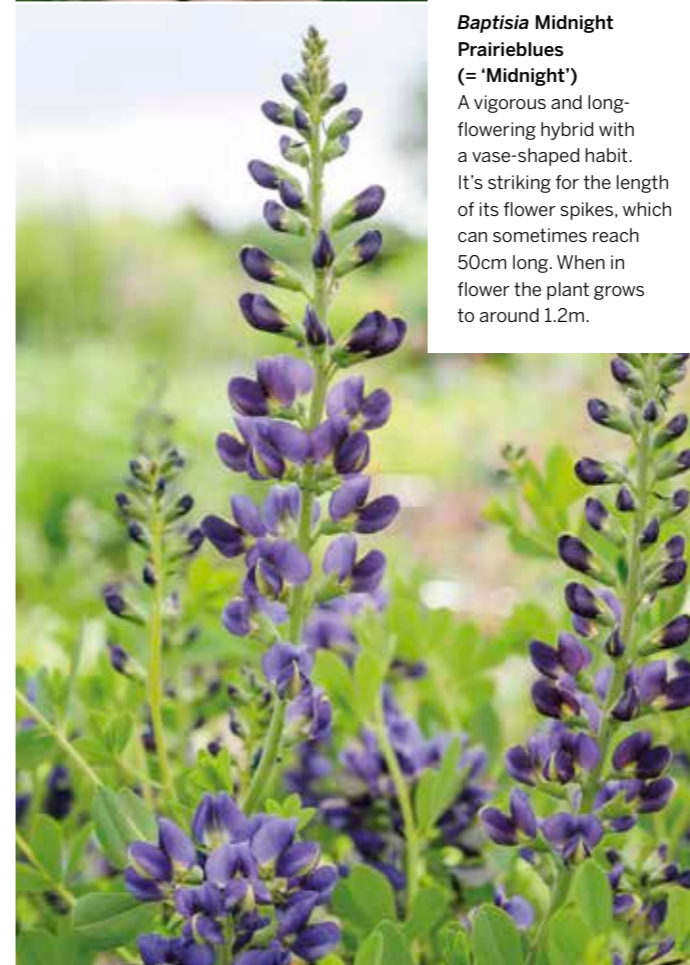 Baptisia Midnight
Prairieblues
(= ‘Midnight’)
A vigorous and long-
flowering hybrid with
a vase-shaped habit.
It’s striking for the length
of its flower spikes, which
can sometimes reach
50cm long. When in
flower the plant grows
to around 1.2m.